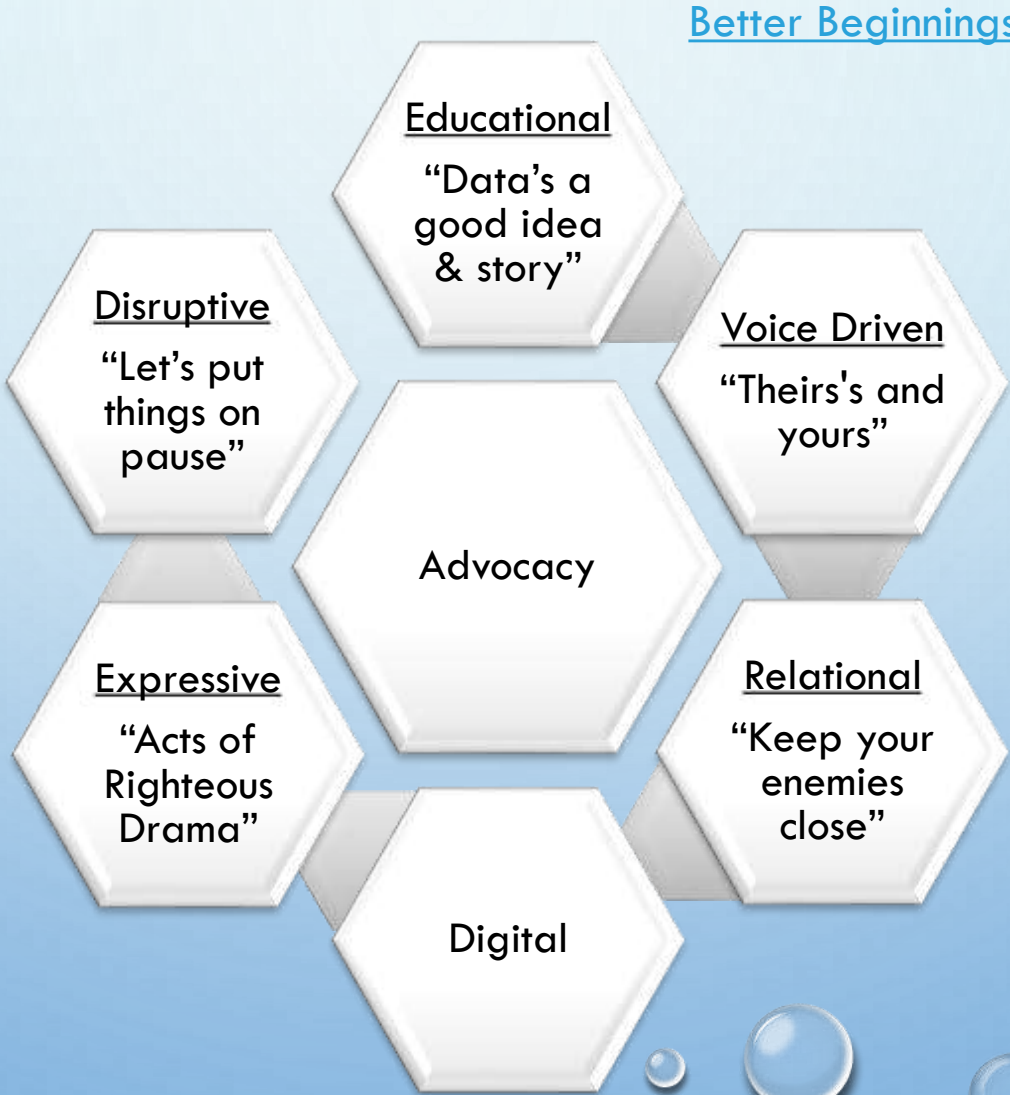 Better Beginnings
Educational
“Data’s a
good idea
& story”
Voice Driven
“Theirs's and
yours”
Relational
“Keep your
enemies
close”
Digital
Expressive
“Acts of
Righteous
Drama”
Disruptive
“Let’s put
things on
pause”
Advocacy